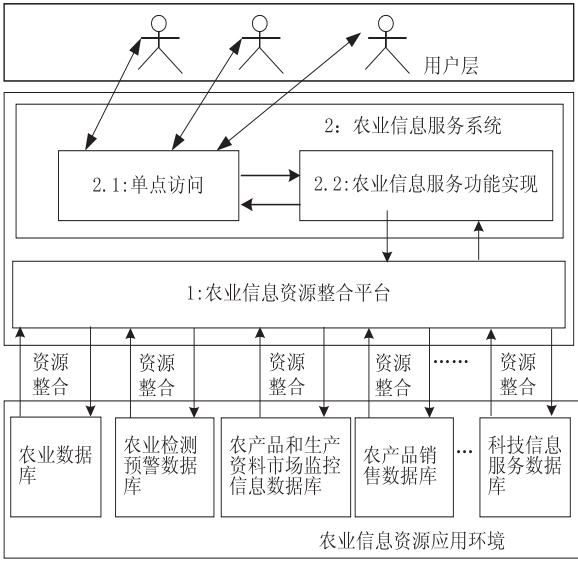 用户层
2: 农业信息服务系统
2.1:单点访问
2.2:农业信息服务功能实现
1:农业信息资源整合平台
资源
整合
资源
整合
资源
整合
资源
整合
……
资源
整合
农业数据
库
农业检测
预警数据
库
农产品和生产
资料市场监控
信息数据库
农产品销
售数据库
…
科技信息
服务数据
库
农业信息资源应用环境